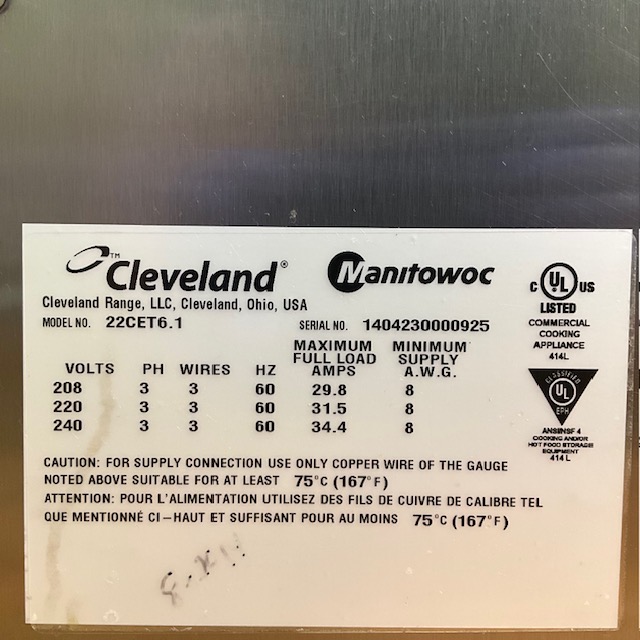 Cleveland® Manitowoc
™
Cleveland Range, LLC, Cleveland, Ohio, USA
MODEL NO. 22CET6.1 SERIAL NO. 1404230000925
VOLTS PH WIRES HZ MAXIMUM FULL LOAD AMPS MINIMUM SUPPLY A.W.G.
208 3 3 60 29.8 8
220 3 3 60 31.5 8
240 3 3 60 34.4 8
CAUTION: FOR SUPPLY CONNECTION USE ONLY COPPER WIRE OF THE GAUGE
NOTED ABOVE SUITABLE FOR AT LEAST 75°C (167°F)
ATTENTION: POUR L'ALIMENTATION UTILISEZ DES FILS DE CUIVRE DE CALIBRE TEL
QUE MENTIONNÉ CI-HAUT ET SUFFISANT POUR AU MOINS 75°C (167°F)
C UL US
LISTED
COMMERCIAL
COOKING
APPLIANCE
414L
CLASSIFIED
UL
EPH
ANSI/NSF 4
COOKING AND/OR
HOT FOOD STORAGE
EQUIPMENT
414 L